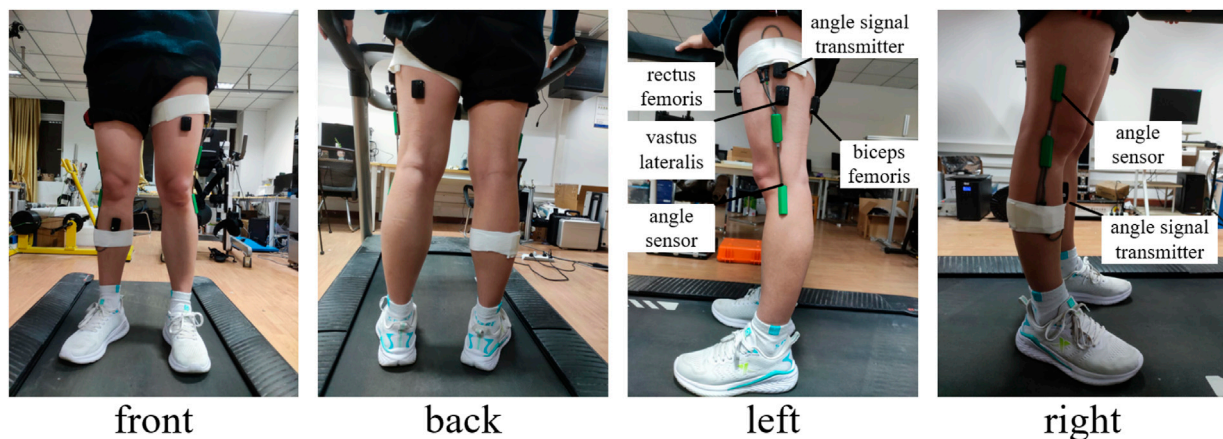 angle signal
transmitter
rectus
femoris
vastus
lateralis
biceps
femoris
angle
sensor
angle
sensor
angle signal
transmitter
front
back
left
right